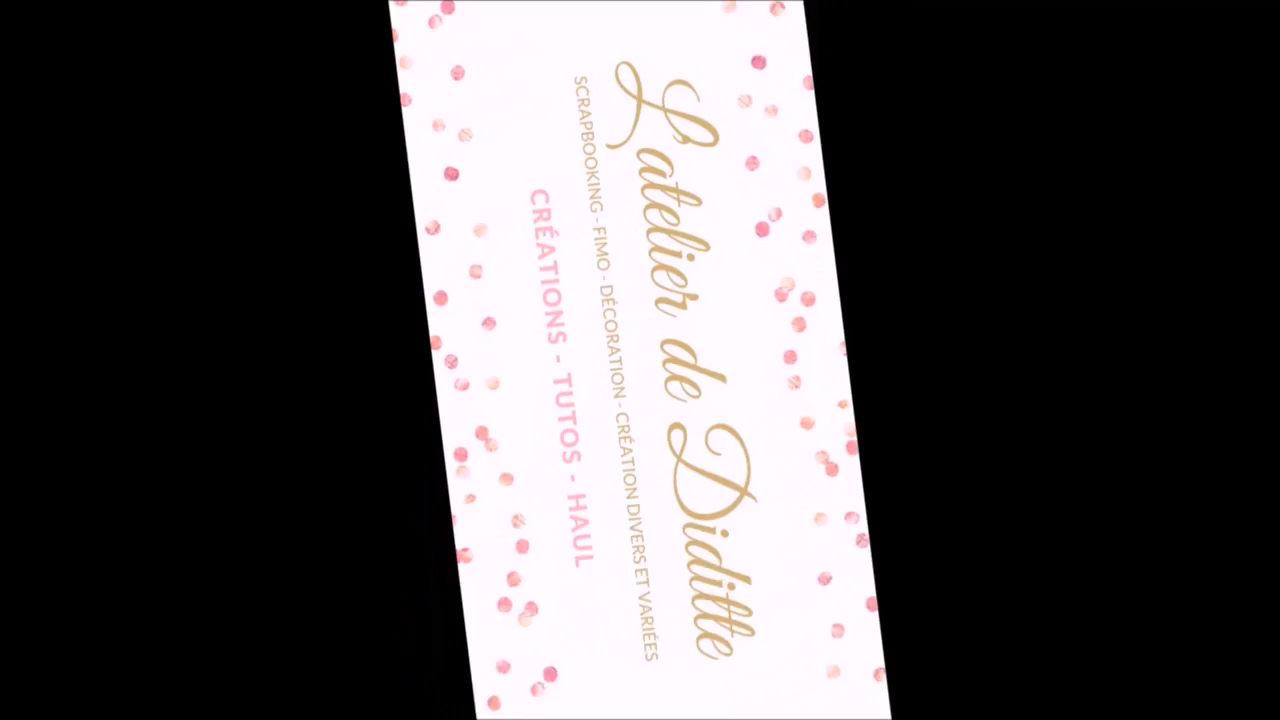 L'atelier de Diditte
SCRAPBOOKING - FIMO - DÉCORATION - CRÉATION DIVERS ET VARIÉES
CRÉATIONS - TUTOS - HAUL